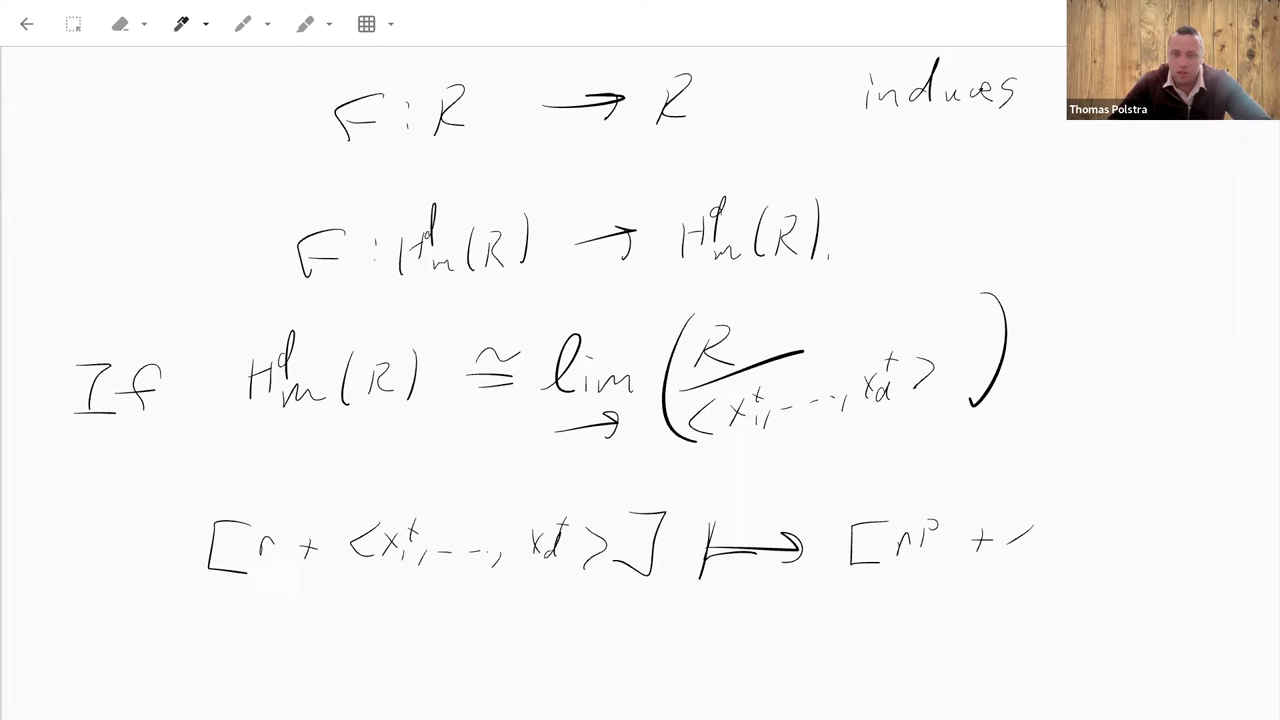 F : R → R induces
Thomas Polstra
F : H^d_m(R) → H^d_m(R).
If H^d_m(R) ≅ lim→ ( R / <x_1^t, ---, x_d^t> )
[r + <x_1^t, ---, x_d^t>] ↦ [r^p + <